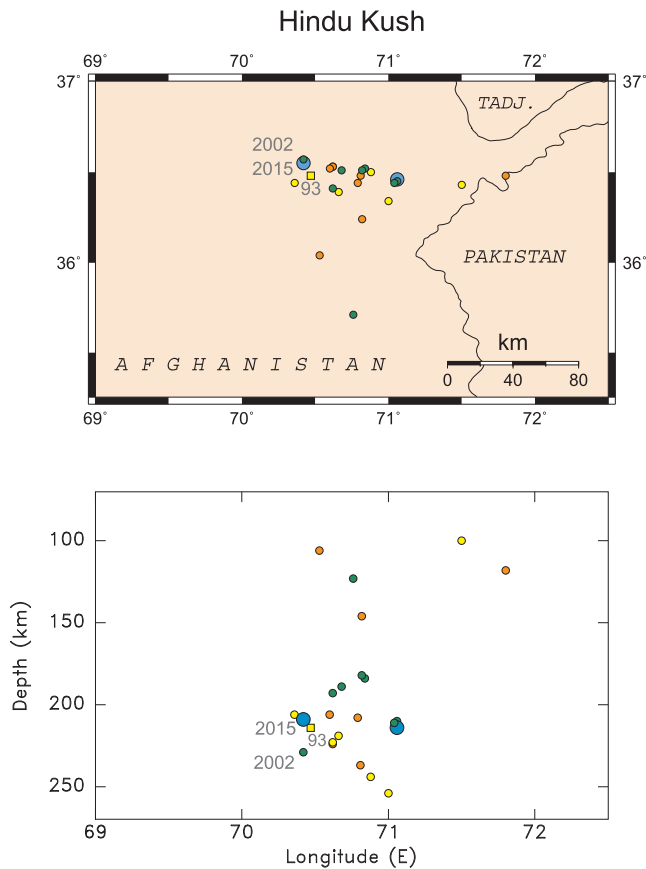 Hindu Kush
69° 70° 71° 72°
37° 37°
TADJ.
2002
2015
93
36° 36°
PAKISTAN
km
AFGHANISTAN
0 40 80
69° 70° 71° 72°
100
150
200
250
Depth (km)
2015
93
2002
69 70 71 72
Longitude (E)